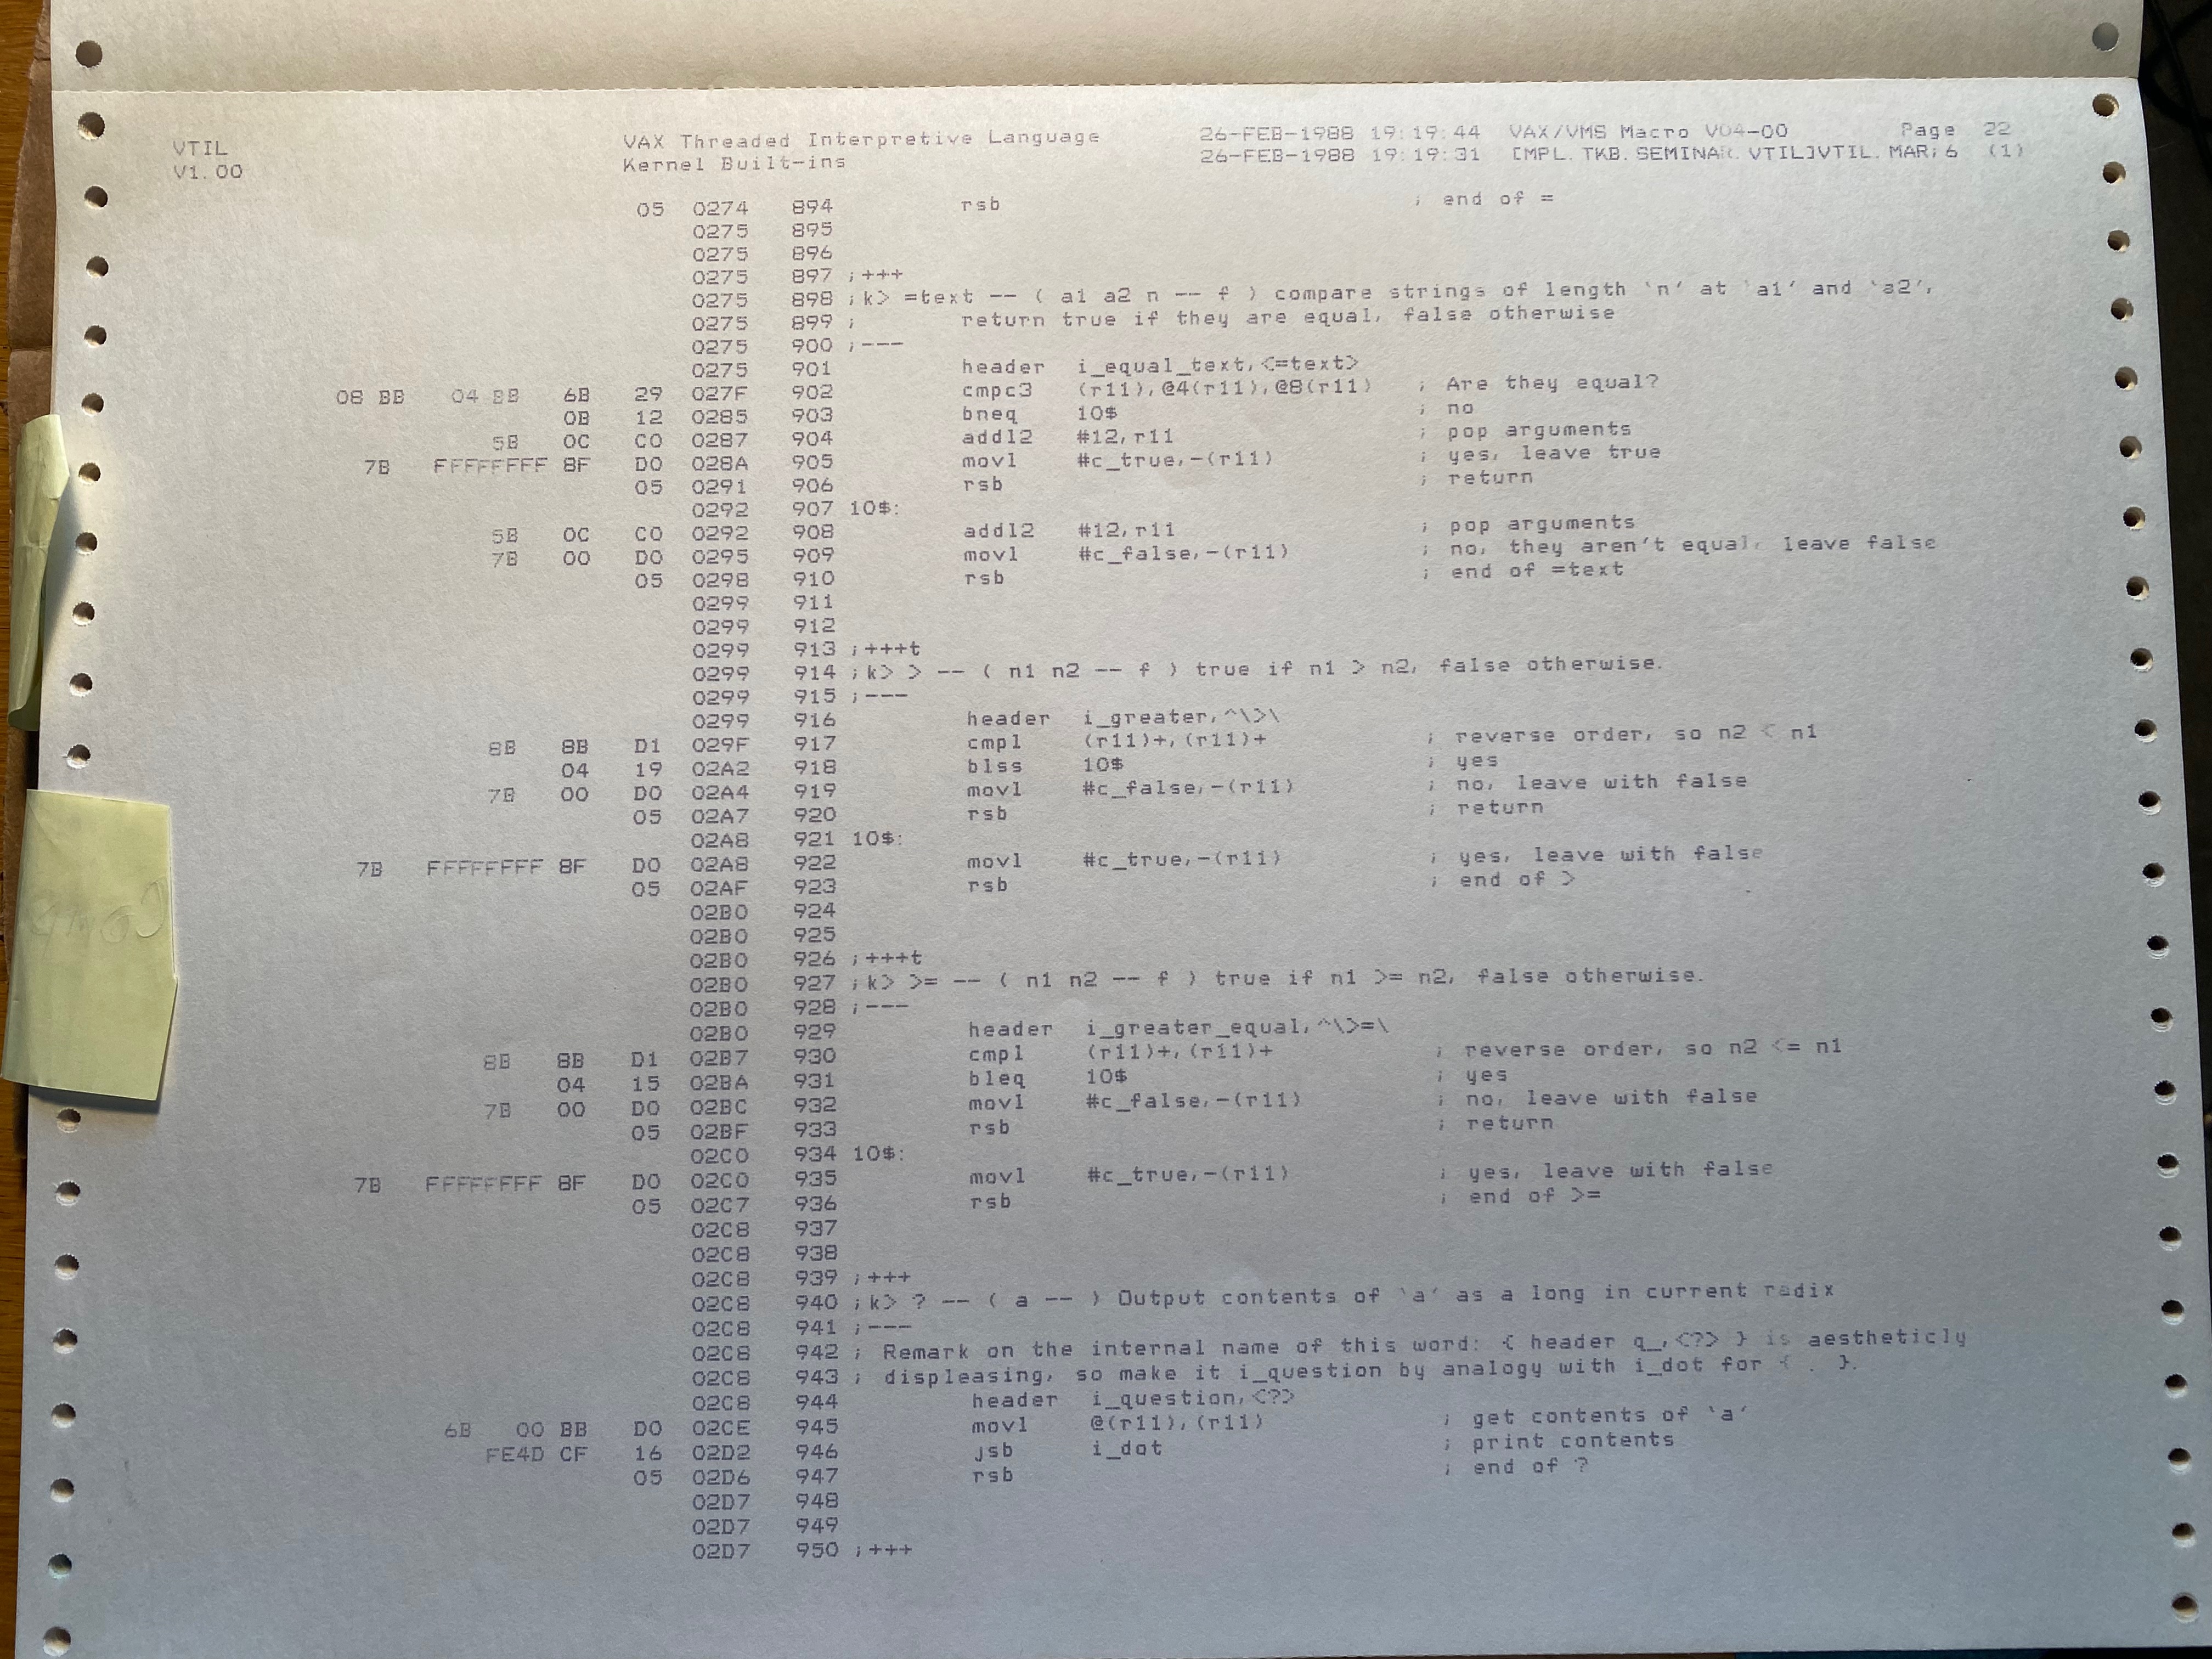 VTIL VAX Threaded Interpretive Language 26-FEB-1988 19:19:44 VAX/VMS Macro V04-00 Page 22
V1.00 Kernel Built-ins 26-FEB-1988 19:19:31 [MPL.TKB.SEMINAR.VTIL]VTIL.MAR;6 (1)
05 0274 894 rsb ; end of =
0275 895
0275 896
0275 897 ;+++
0275 898 ;k> =text -- ( a1 a2 n -- f ) compare strings of length `n' at `a1' and `a2',
0275 899 ; return true if they are equal, false otherwise
0275 900 ;---
0275 901 header i_equal_text,<=text>
08 BB 04 BB 6B 29 027F 902 cmpc3 (r11),@4(r11),@8(r11) ; Are they equal?
0B 12 0285 903 bneq 10$ ; no
5B 0C C0 0287 904 addl2 #12,r11 ; pop arguments
7B FFFFFFFF 8F D0 028A 905 movl #c_true,-(r11) ; yes, leave true
05 0291 906 rsb ; return
0292 907 10$:
5B 0C C0 0292 908 addl2 #12,r11 ; pop arguments
7B 00 D0 0295 909 movl #c_false,-(r11) ; no, they aren't equal, leave false
05 0298 910 rsb ; end of =text
0299 911
0299 912
0299 913 ;+++t
0299 914 ;k> > -- ( n1 n2 -- f ) true if n1 > n2, false otherwise.
0299 915 ;---
0299 916 header i_greater,^\>\
8B 8B D1 029F 917 cmpl (r11)+,(r11)+ ; reverse order, so n2 < n1
04 19 02A2 918 blss 10$ ; yes
7B 00 D0 02A4 919 movl #c_false,-(r11) ; no, leave with false
05 02A7 920 rsb ; return
02A8 921 10$:
7B FFFFFFFF 8F D0 02A8 922 movl #c_true,-(r11) ; yes, leave with false
05 02AF 923 rsb ; end of >
02B0 924
02B0 925
02B0 926 ;+++t
02B0 927 ;k> >= -- ( n1 n2 -- f ) true if n1 >= n2, false otherwise.
02B0 928 ;---
02B0 929 header i_greater_equal,^\>=\
8B 8B D1 02B7 930 cmpl (r11)+,(r11)+ ; reverse order, so n2 <= n1
04 15 02BA 931 bleq 10$ ; yes
7B 00 D0 02BC 932 movl #c_false,-(r11) ; no, leave with false
05 02BF 933 rsb ; return
02C0 934 10$:
7B FFFFFFFF 8F D0 02C0 935 movl #c_true,-(r11) ; yes, leave with false
05 02C7 936 rsb ; end of >=
02C8 937
02C8 938
02C8 939 ;+++
02C8 940 ;k> ? -- ( a -- ) Output contents of `a' as a long in current radix
02C8 941 ;---
02C8 942 ; Remark on the internal name of this word: { header q_,<?> } is aestheticly
02C8 943 ; displeasing, so make it i_question by analogy with i_dot for { . }.
02C8 944 header i_question,<?>
6B 00 BB D0 02CE 945 movl @(r11),(r11) ; get contents of `a'
FE4D CF 16 02D2 946 jsb i_dot ; print contents
05 02D6 947 rsb ; end of ?
02D7 948
02D7 949
02D7 950 ;+++